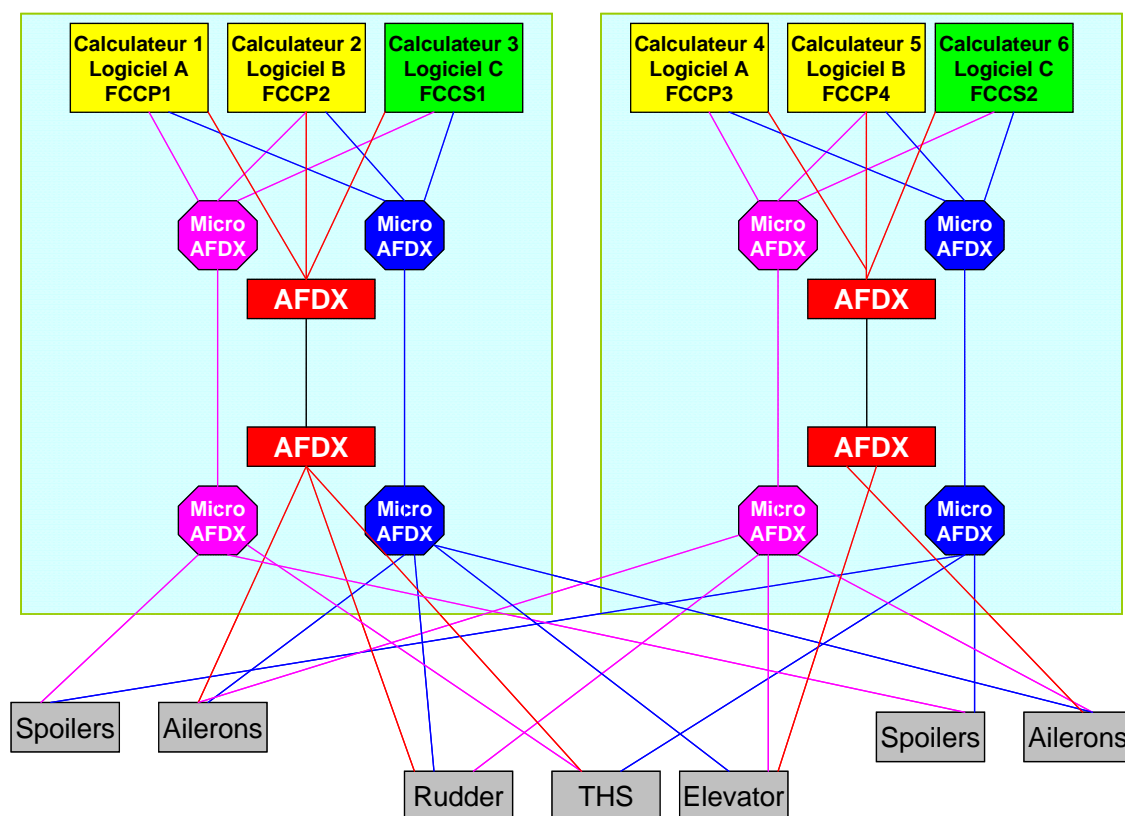 Calculateur 1
Logiciel A
FCCP1
Calculateur 2
Logiciel B
FCCP2
Calculateur 3
Logiciel C
FCCS1
Calculateur 4
Logiciel A
FCCP3
Calculateur 5
Logiciel B
FCCP4
Calculateur 6
Logiciel C
FCCS2
Micro
AFDX
Micro
AFDX
Micro
AFDX
Micro
AFDX
AFDX
AFDX
AFDX
AFDX
Micro
AFDX
Micro
AFDX
Micro
AFDX
Micro
AFDX
Spoilers
Ailerons
Spoilers
Ailerons
Rudder
THS
Elevator